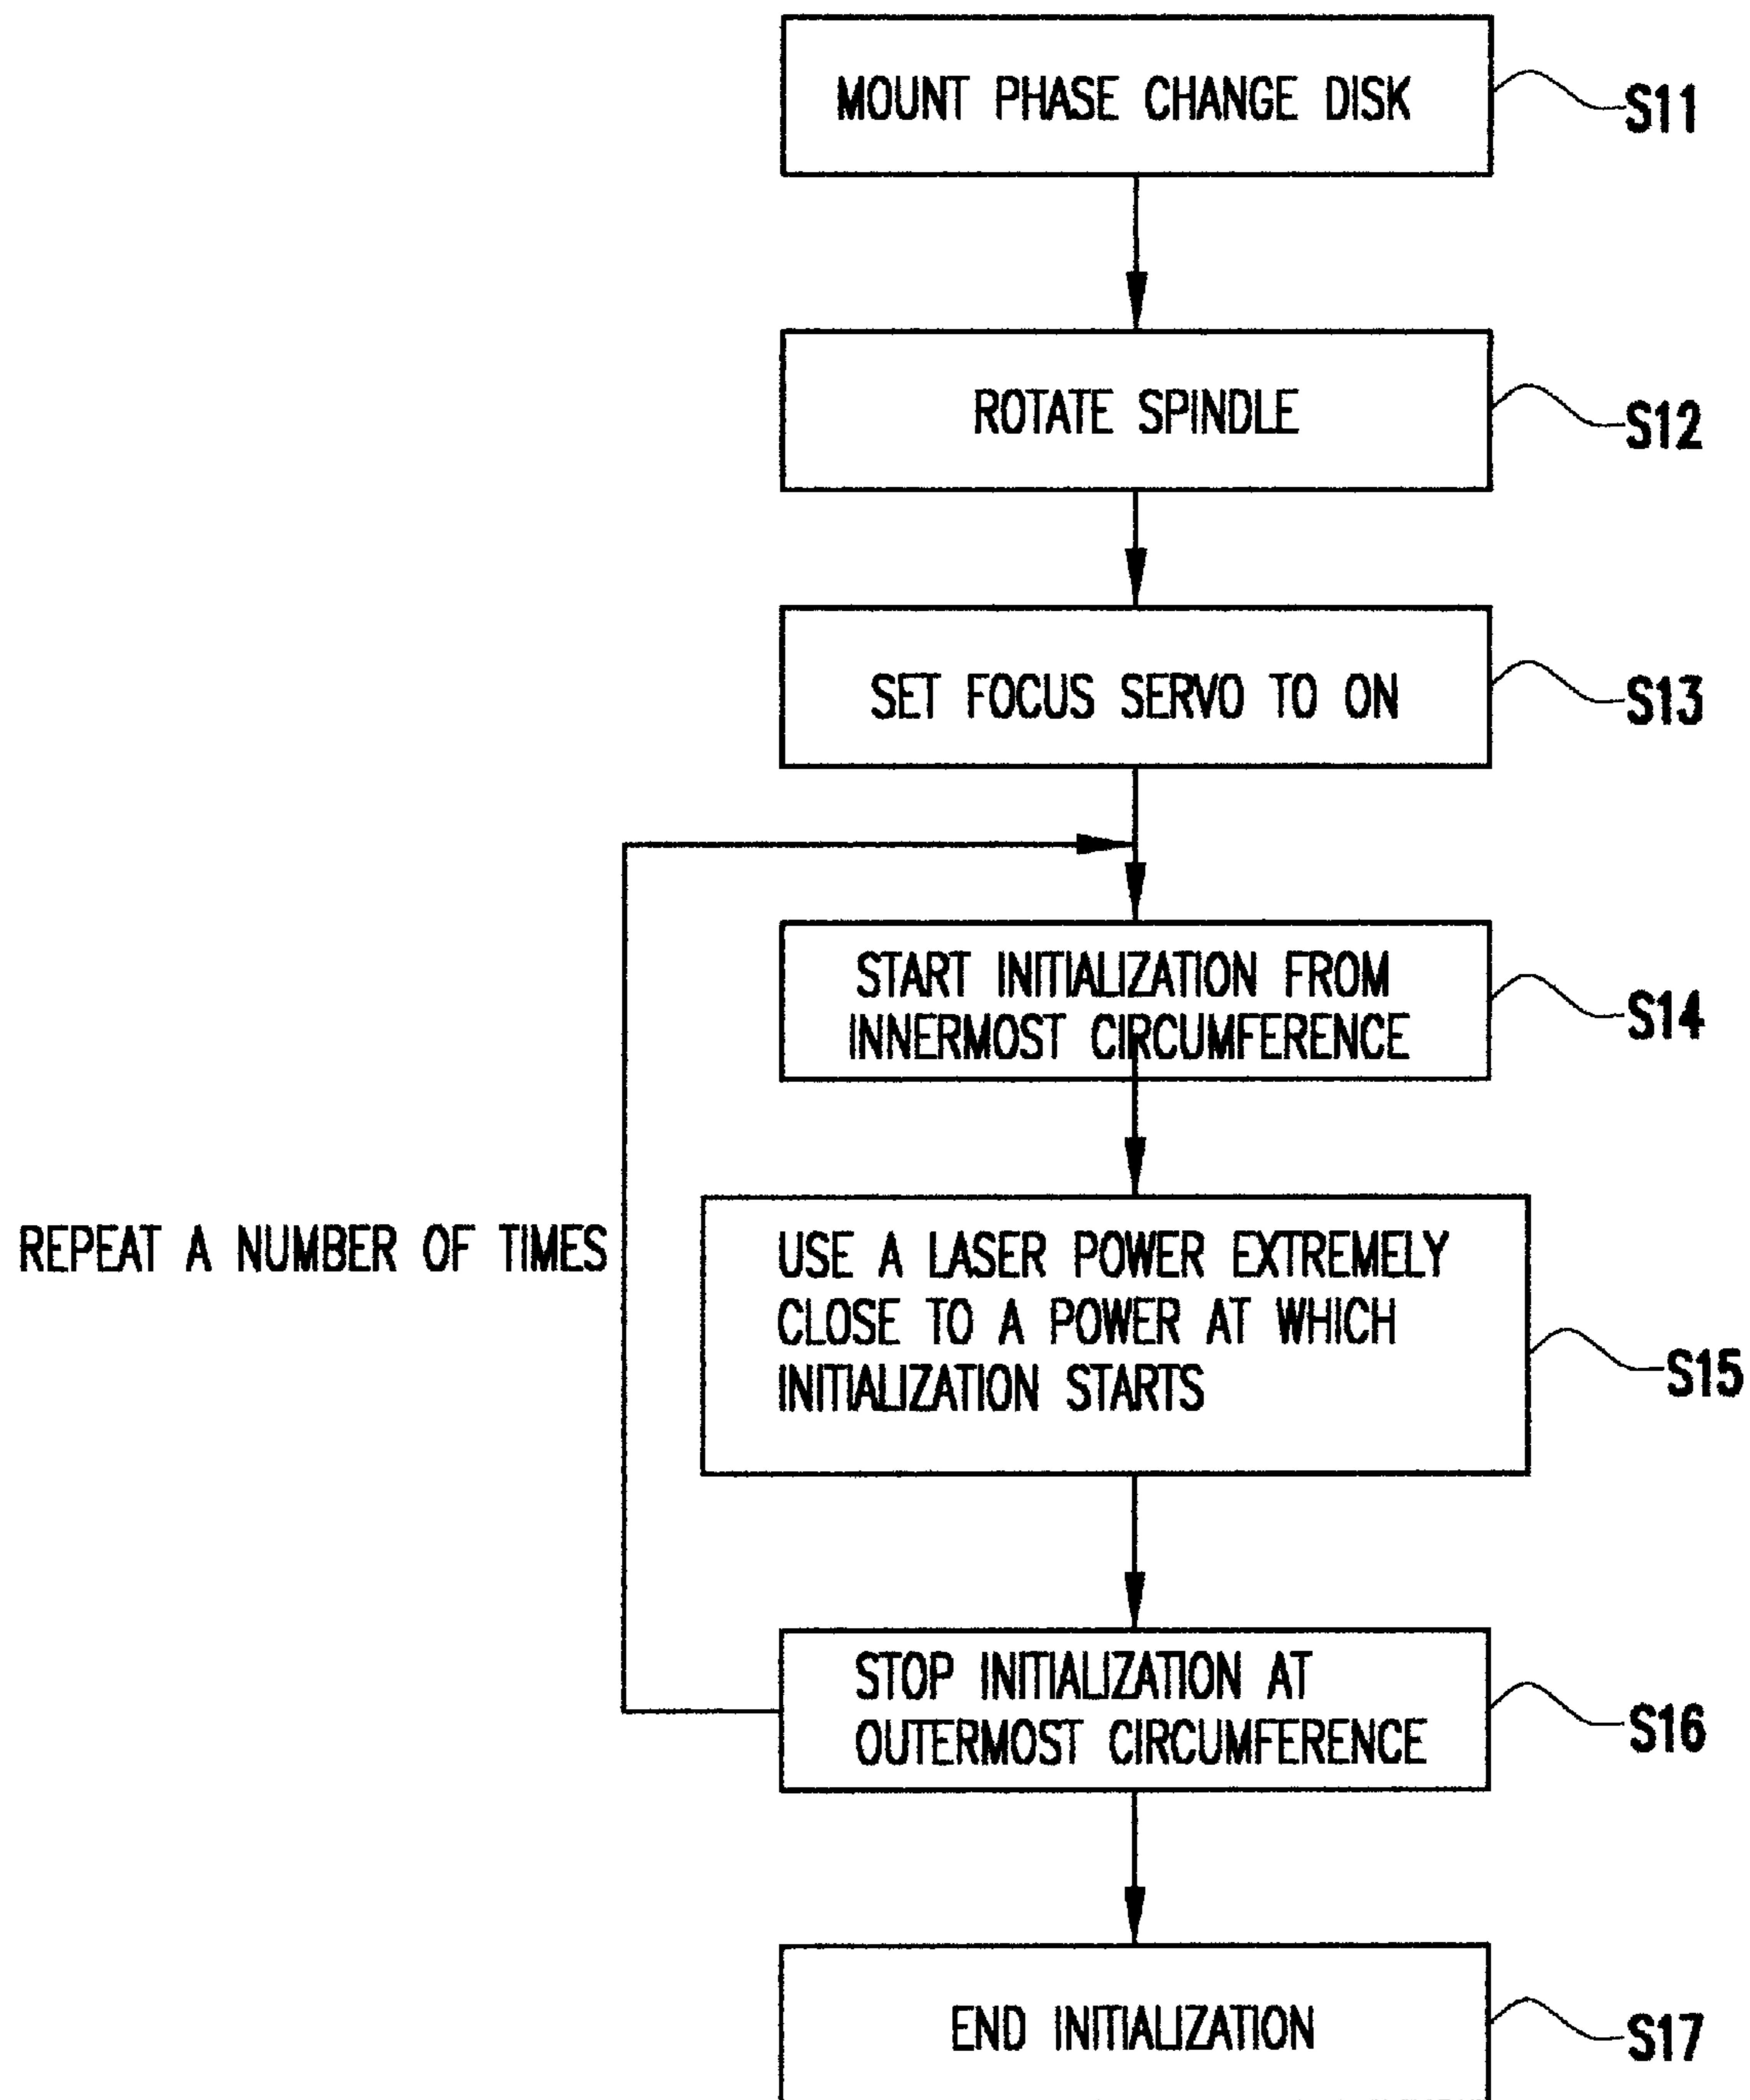 MOUNT PHASE CHANGE DISK
S11
ROTATE SPINDLE
S12
SET FOCUS SERVO TO ON
S13
START INITIALIZATION FROM
INNERMOST CIRCUMFERENCE
S14
REPEAT A NUMBER OF TIMES
USE A LASER POWER EXTREMELY
CLOSE TO A POWER AT WHICH
INITIALIZATION STARTS
S15
STOP INITIALIZATION AT
OUTERMOST CIRCUMFERENCE
S16
END INITIALIZATION
S17